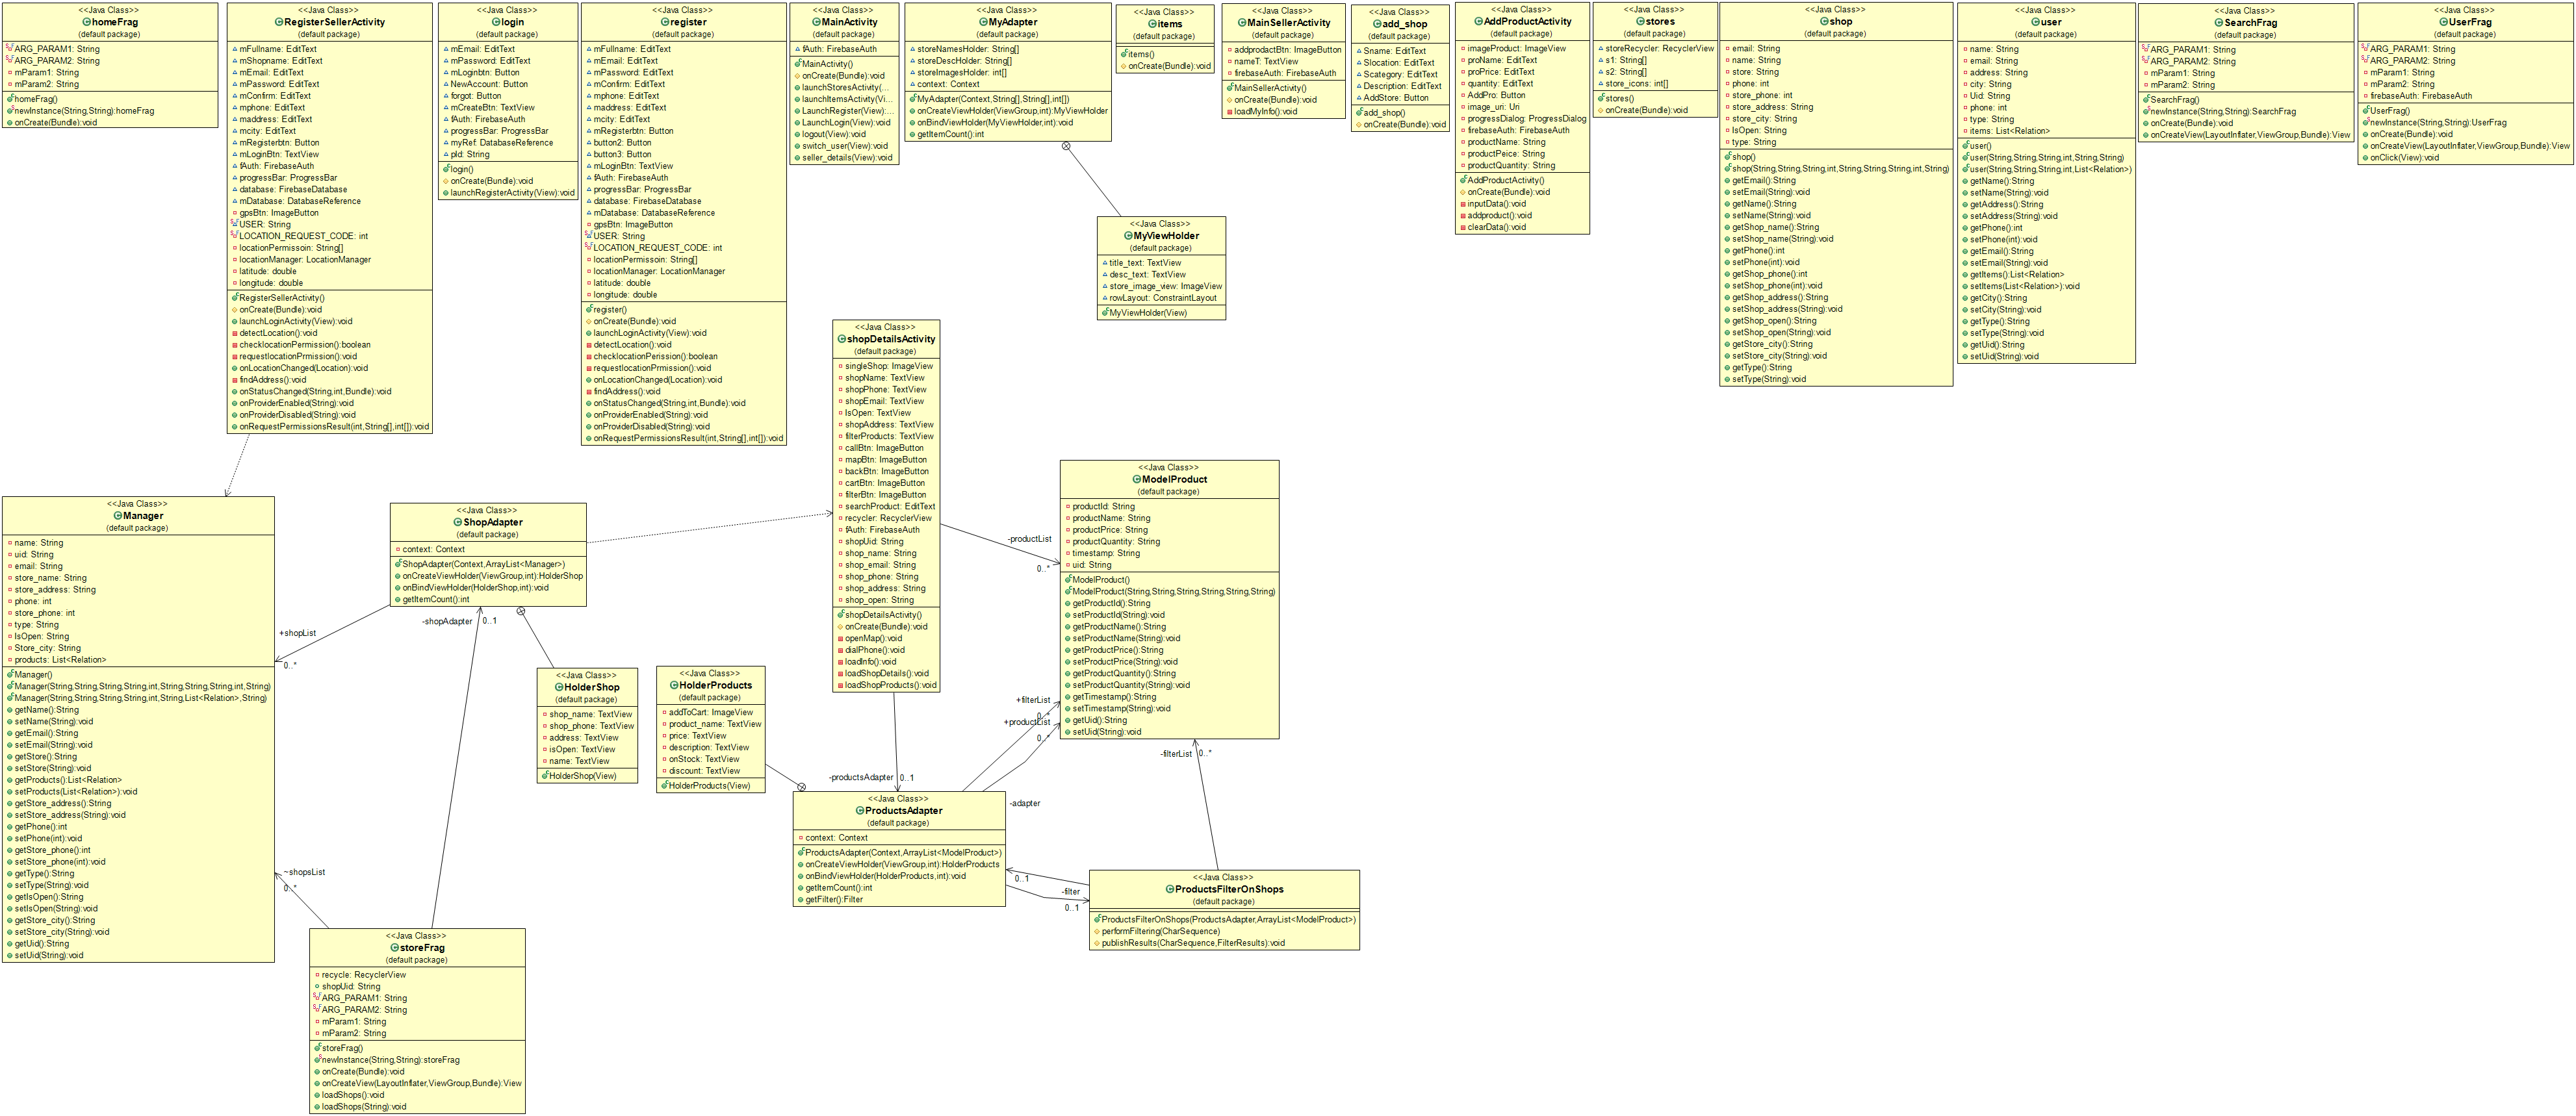 <<Java Class>>
homeFrag
(default package)
ARG_PARAM1: String
ARG_PARAM2: String
mParam1: String
mParam2: String
homeFrag()
newInstance(String,String):homeFrag
onCreate(Bundle):void
<<Java Class>>
RegisterSellerActivity
(default package)
mFullname: EditText
mShopname: EditText
mEmail: EditText
mPassword: EditText
mConfirm: EditText
mphone: EditText
maddress: EditText
mcity: EditText
mRegisterbtn: Button
mLoginBtn: TextView
fAuth: FirebaseAuth
progressBar: ProgressBar
database: FirebaseDatabase
mDatabase: DatabaseReference
gpsBtn: ImageButton
USER: String
LOCATION_REQUEST_CODE: int
locationPermissoin: String[]
locationManager: LocationManager
latitude: double
longitude: double
RegisterSellerActivity()
onCreate(Bundle):void
launchLoginActivity(View):void
detectLocation():void
checklocationPermission():boolean
requestlocationPrmission():void
onLocationChanged(Location):void
findAddress():void
onStatusChanged(String,int,Bundle):void
onProviderEnabled(String):void
onProviderDisabled(String):void
onRequestPermissionsResult(int,String[],int[]):void
<<Java Class>>
login
(default package)
mEmail: EditText
mPassword: EditText
mLoginbtn: Button
NewAccount: Button
forgot: Button
mCreateBtn: TextView
fAuth: FirebaseAuth
progressBar: ProgressBar
myRef: DatabaseReference
pId: String
login()
onCreate(Bundle):void
launchRegisterActivity(View):void
<<Java Class>>
register
(default package)
mFullname: EditText
mEmail: EditText
mPassword: EditText
mConfirm: EditText
mphone: EditText
maddress: EditText
mcity: EditText
mRegisterbtn: Button
button2: Button
button3: Button
mLoginBtn: TextView
fAuth: FirebaseAuth
progressBar: ProgressBar
database: FirebaseDatabase
mDatabase: DatabaseReference
gpsBtn: ImageButton
USER: String
LOCATION_REQUEST_CODE: int
locationPermissoin: String[]
locationManager: LocationManager
latitude: double
longitude: double
register()
onCreate(Bundle):void
launchLoginActivity(View):void
detectLocation():void
checklocationPerission():boolean
requestlocationPrmission():void
onLocationChanged(Location):void
findAddress():void
onStatusChanged(String,int,Bundle):void
onProviderEnabled(String):void
onProviderDisabled(String):void
onRequestPermissionsResult(int,String[],int[]):void
<<Java Class>>
MainActivity
(default package)
fAuth: FirebaseAuth
MainActivity()
onCreate(Bundle):void
launchStoresActivity(...
launchItemsActivity(Vi...
LaunchRegister(View):...
LaunchLogin(View):void
logout(View):void
switch_user(View):void
seller_details(View):void
<<Java Class>>
MyAdapter
(default package)
storeNamesHolder: String[]
storeDescHolder: String[]
storeImagesHolder: int[]
context: Context
MyAdapter(Context,String[],String[],int[])
onCreateViewHolder(ViewGroup,int):MyViewHolder
onBindViewHolder(MyViewHolder,int):void
getItemCount():int
<<Java Class>>
items
(default package)
items()
onCreate(Bundle):void
<<Java Class>>
MainSellerActivity
(default package)
addprodactBtn: ImageButton
nameT: TextView
firebaseAuth: FirebaseAuth
MainSellerActivity()
onCreate(Bundle):void
loadMyInfo():void
<<Java Class>>
add_shop
(default package)
Sname: EditText
Slocation: EditText
Scategory: EditText
Description: EditText
AddStore: Button
add_shop()
onCreate(Bundle):void
<<Java Class>>
AddProductActivity
(default package)
imageProduct: ImageView
proName: EditText
proPrice: EditText
quantity: EditText
AddPro: Button
image_uri: Uri
progressDialog: ProgressDialog
firebaseAuth: FirebaseAuth
productName: String
productPeice: String
productQuantity: String
AddProductActivity()
onCreate(Bundle):void
inputData():void
addproduct():void
clearData():void
<<Java Class>>
stores
(default package)
storeRecycler: RecyclerView
s1: String[]
s2: String[]
store_icons: int[]
stores()
onCreate(Bundle):void
<<Java Class>>
shop
(default package)
email: String
name: String
store: String
phone: int
store_phone: int
store_address: String
store_city: String
IsOpen: String
type: String
shop()
shop(String,String,String,int,String,String,String,int,String)
getEmail():String
setEmail(String):void
getName():String
setName(String):void
getShop_name():String
setShop_name(String):void
getPhone():int
setPhone(int):void
getShop_phone():int
setShop_phone(int):void
getShop_address():String
setShop_address(String):void
getShop_open():String
setShop_open(String):void
getStore_city():String
setStore_city(String):void
getType():String
setType(String):void
<<Java Class>>
user
(default package)
name: String
email: String
address: String
city: String
Uid: String
phone: int
type: String
items: List<Relation>
user()
user(String,String,String,int,String,String)
user(String,String,String,int,List<Relation>)
getName():String
setName(String):void
getAddress():String
setAddress(String):void
getPhone():int
setPhone(int):void
getEmail():String
setEmail(String):void
getItems():List<Relation>
setItems(List<Relation>):void
getCity():String
setCity(String):void
getType():String
setType(String):void
getUid():String
setUid(String):void
<<Java Class>>
SearchFrag
(default package)
ARG_PARAM1: String
ARG_PARAM2: String
mParam1: String
mParam2: String
SearchFrag()
newInstance(String,String):SearchFrag
onCreate(Bundle):void
onCreateView(LayoutInflater,ViewGroup,Bundle):View
<<Java Class>>
UserFrag
(default package)
ARG_PARAM1: String
ARG_PARAM2: String
mParam1: String
mParam2: String
firebaseAuth: FirebaseAuth
UserFrag()
newInstance(String,String):UserFrag
onCreate(Bundle):void
onCreateView(LayoutInflater,ViewGroup,Bundle):View
onClick(View):void
<<Java Class>>
MyViewHolder
(default package)
title_text: TextView
desc_text: TextView
store_image_view: ImageView
rowLayout: ConstraintLayout
MyViewHolder(View)
<<Java Class>>
shopDetailsActivity
(default package)
singleShop: ImageView
shopName: TextView
shopPhone: TextView
shopEmail: TextView
IsOpen: TextView
shopAddress: TextView
filterProducts: TextView
callBtn: ImageButton
mapBtn: ImageButton
backBtn: ImageButton
cartBtn: ImageButton
filterBtn: ImageButton
searchProduct: EditText
recycler: RecyclerView
fAuth: FirebaseAuth
shopUid: String
shop_name: String
shop_email: String
shop_phone: String
shop_address: String
shop_open: String
shopDetailsActivity()
onCreate(Bundle):void
openMap():void
dialPhone():void
loadInfo():void
loadShopDetails():void
loadShopProducts():void
<<Java Class>>
ModelProduct
(default package)
productId: String
productName: String
productPrice: String
productQuantity: String
timestamp: String
uid: String
ModelProduct()
ModelProduct(String,String,String,String,String,String)
getProductId():String
setProductId(String):void
getProductName():String
setProductName(String):void
getProductPrice():String
setProductPrice(String):void
getProductQuantity():String
setProductQuantity(String):void
getTimestamp():String
setTimestamp(String):void
getUid():String
setUid(String):void
-productList
0..*
<<Java Class>>
Manager
(default package)
name: String
uid: String
email: String
store_name: String
store_address: String
phone: int
store_phone: int
type: String
IsOpen: String
Store_city: String
products: List<Relation>
Manager()
Manager(String,String,String,String,int,String,String,String,int,String)
Manager(String,String,String,String,int,String,List<Relation>,String)
getName():String
setName(String):void
getEmail():String
setEmail(String):void
getStore():String
setStore(String):void
getProducts():List<Relation>
setProducts(List<Relation>):void
getStore_address():String
setStore_address(String):void
getPhone():int
setPhone(int):void
getStore_phone():int
setStore_phone(int):void
getType():String
setType(String):void
getIsOpen():String
setIsOpen(String):void
getStore_city():String
setStore_city(String):void
getUid():String
setUid(String):void
<<Java Class>>
ShopAdapter
(default package)
context: Context
ShopAdapter(Context,ArrayList<Manager>)
onCreateViewHolder(ViewGroup,int):HolderShop
onBindViewHolder(HolderShop,int):void
getItemCount():int
+shopList
0..*
-shopAdapter
0..1
<<Java Class>>
HolderShop
(default package)
shop_name: TextView
shop_phone: TextView
address: TextView
isOpen: TextView
name: TextView
HolderShop(View)
<<Java Class>>
HolderProducts
(default package)
addToCart: ImageView
product_name: TextView
price: TextView
description: TextView
onStock: TextView
discount: TextView
HolderProducts(View)
+filterList
0..*
+productList
0..*
-filterList
0..*
-productsAdapter
0..1
<<Java Class>>
ProductsAdapter
(default package)
context: Context
ProductsAdapter(Context,ArrayList<ModelProduct>)
onCreateViewHolder(ViewGroup,int):HolderProducts
onBindViewHolder(HolderProducts,int):void
getItemCount():int
getFilter():Filter
-adapter
0..1
-filter
0..1
<<Java Class>>
ProductsFilterOnShops
(default package)
ProductsFilterOnShops(ProductsAdapter,ArrayList<ModelProduct>)
performFiltering(CharSequence)
publishResults(CharSequence,FilterResults):void
~shopsList
0..*
<<Java Class>>
storeFrag
(default package)
recycle: RecyclerView
shopUid: String
ARG_PARAM1: String
ARG_PARAM2: String
mParam1: String
mParam2: String
storeFrag()
newInstance(String,String):storeFrag
onCreate(Bundle):void
onCreateView(LayoutInflater,ViewGroup,Bundle):View
loadShops():void
loadShops(String):void